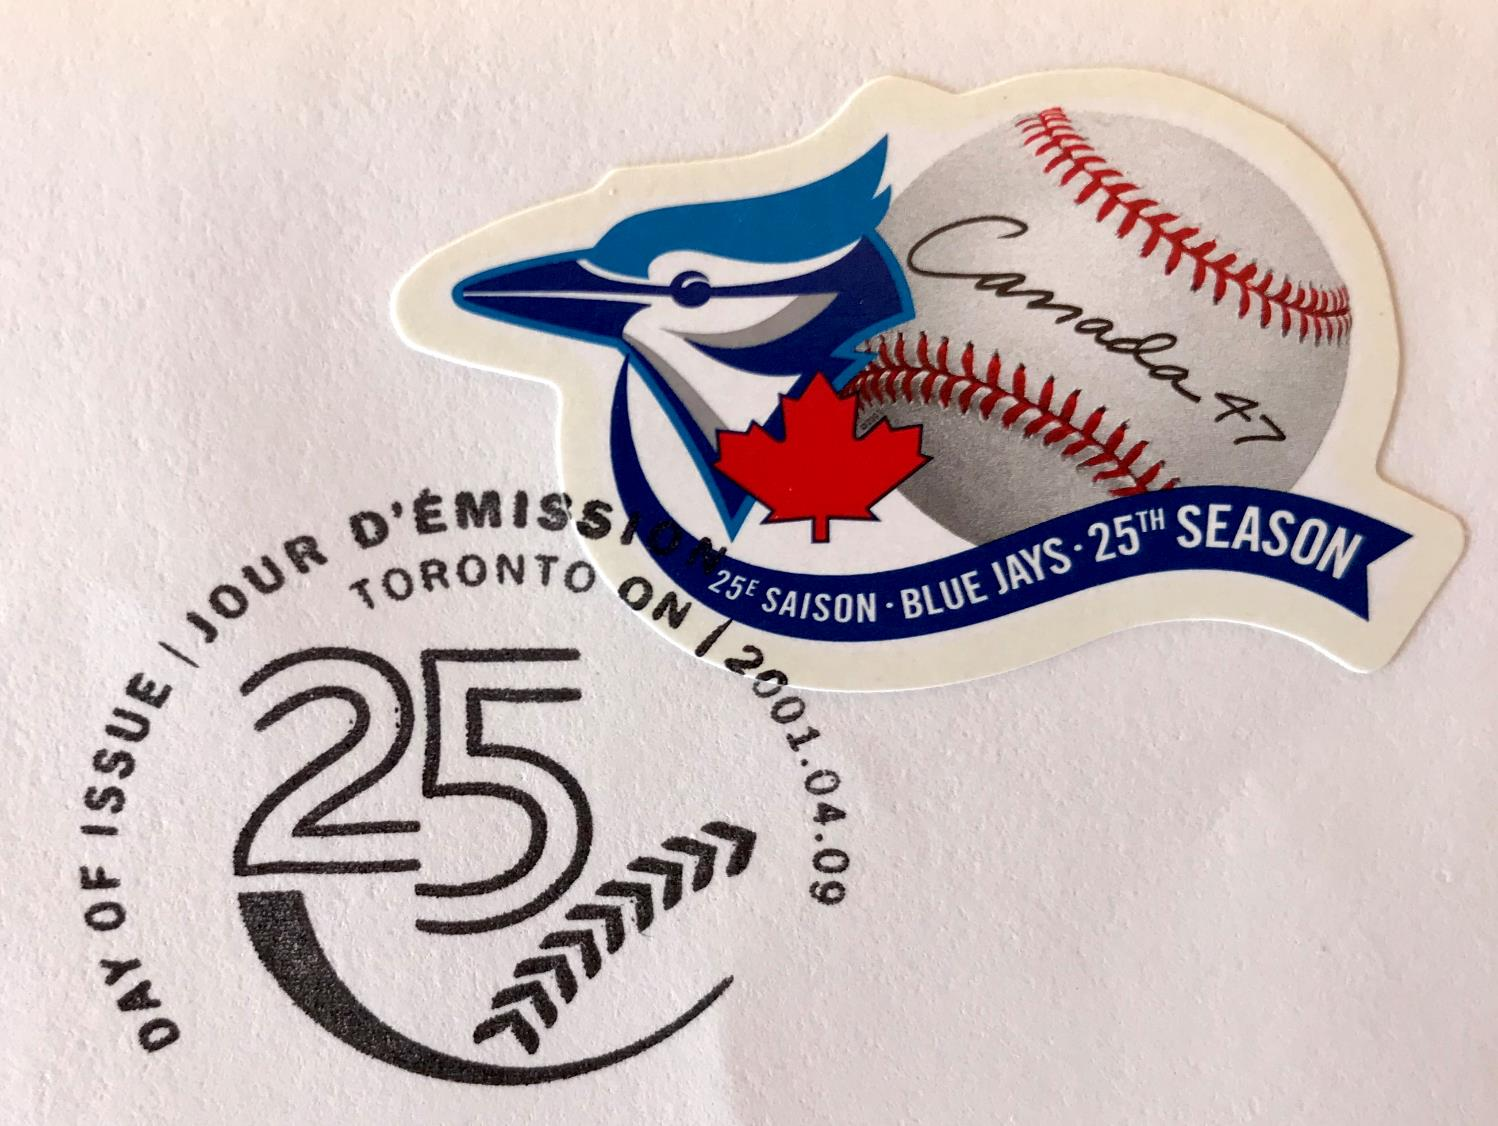 Canada 47
25E SAISON · BLUE JAYS · 25TH SEASON
DAY OF ISSUE / JOUR D'ÉMISSION
TORONTO ON / 2001.04.09
25